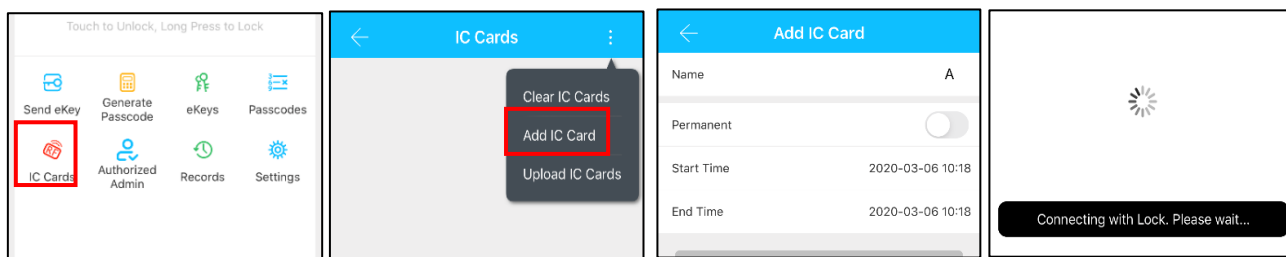 Touch to Unlock, Long Press to Lock
Send eKey
Generate
Passcode
eKeys
Passcodes
RF
IC Cards
Authorized
Admin
Records
Settings
IC Cards
Clear IC Cards
Add IC Card
Upload IC Cards
Add IC Card
Name A
Permanent
Start Time 2020-03-06 10:18
End Time 2020-03-06 10:18
Connecting with Lock. Please wait...